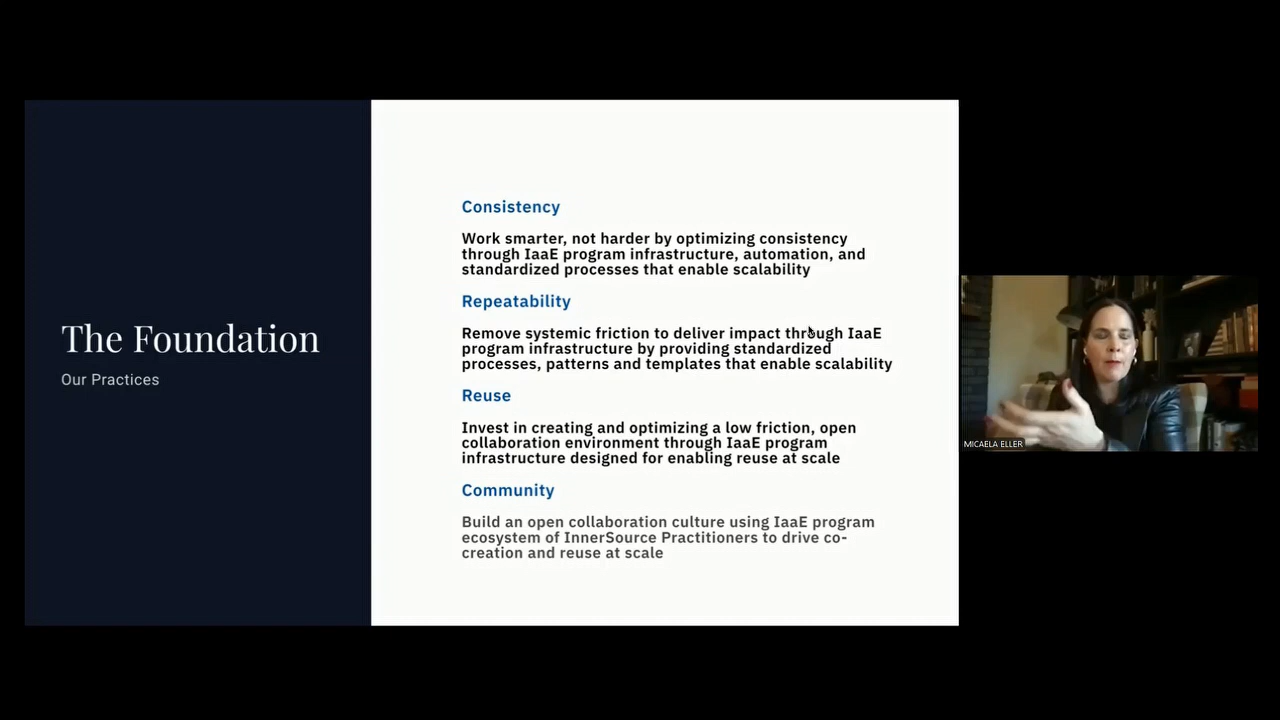 The Foundation
Our Practices
Consistency
Work smarter, not harder by optimizing consistency
through IaaE program infrastructure, automation, and
standardized processes that enable scalability
Repeatability
Remove systemic friction to deliver impact through IaaE
program infrastructure by providing standardized
processes, patterns and templates that enable scalability
Reuse
Invest in creating and optimizing a low friction, open
collaboration environment through IaaE program
infrastructure designed for enabling reuse at scale
Community
Build an open collaboration culture using IaaE program
ecosystem of InnerSource Practitioners to drive co-
creation and reuse at scale
MICAELA ELLER